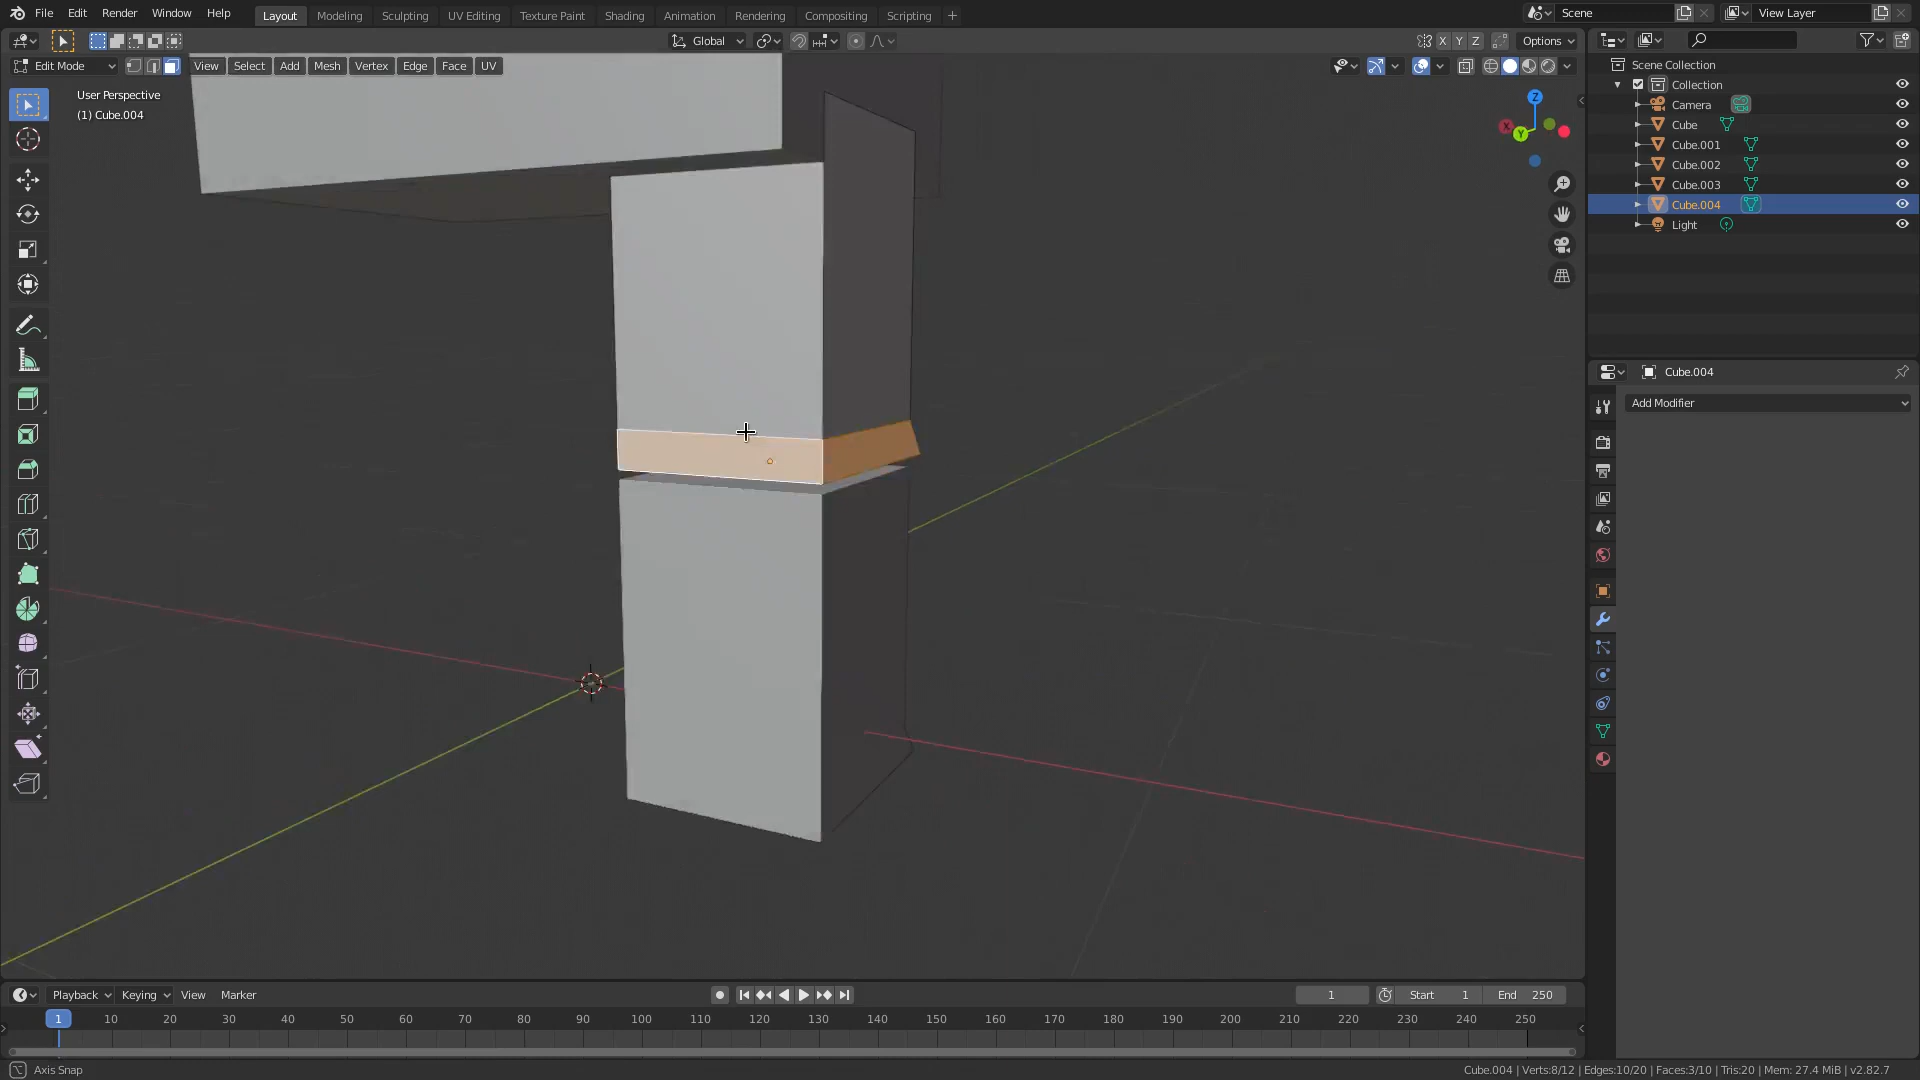 File Edit Render Window Help Layout Modeling Sculpting UV Editing Texture Paint Shading Animation Rendering Compositing Scripting + Scene View Layer
Global X Y Z Options
Edit Mode View Select Add Mesh Vertex Edge Face UV
User Perspective
(1) Cube.004
Z
X
Y
Scene Collection
Collection
Camera
Cube
Cube.001
Cube.002
Cube.003
Cube.004
Light
Cube.004
Add Modifier
Playback Keying View Marker 1 Start 1 End 250
1 10 20 30 40 50 60 70 80 90 100 110 120 130 140 150 160 170 180 190 200 210 220 230 240 250
Axis Snap
Cube.004 | Verts:8/12 | Edges:10/20 | Faces:3/10 | Tris:20 | Mem: 27.4 MiB | v2.82.7